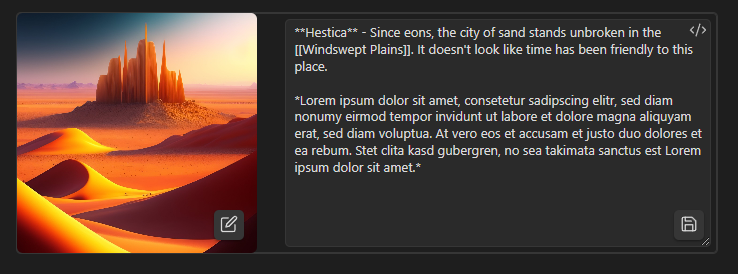 **Hestica** - Since eons, the city of sand stands unbroken in the
[[Windswept Plains]]. It doesn't look like time has been friendly to this
place.
*Lorem ipsum dolor sit amet, consetetur sadipscing elitr, sed diam
nonumy eirmod tempor invidunt ut labore et dolore magna aliquyam
erat, sed diam voluptua. At vero eos et accusam et justo duo dolores et
ea rebum. Stet clita kasd gubergren, no sea takimata sanctus est Lorem
ipsum dolor sit amet.*